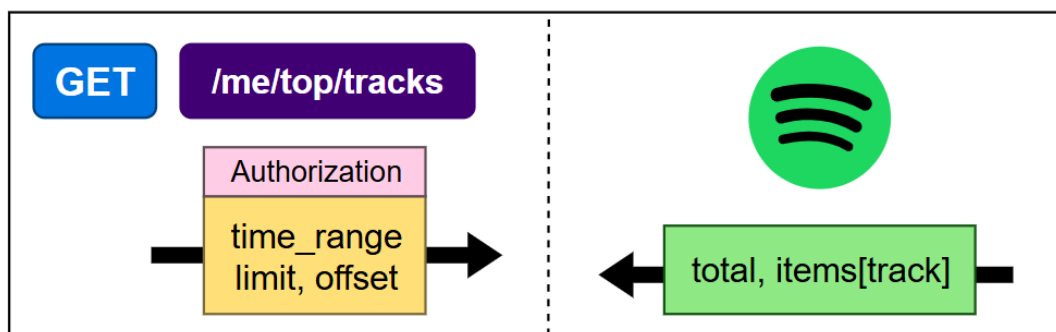 GET
/me/top/tracks
Authorization
time_range
limit, offset
total, items[track]